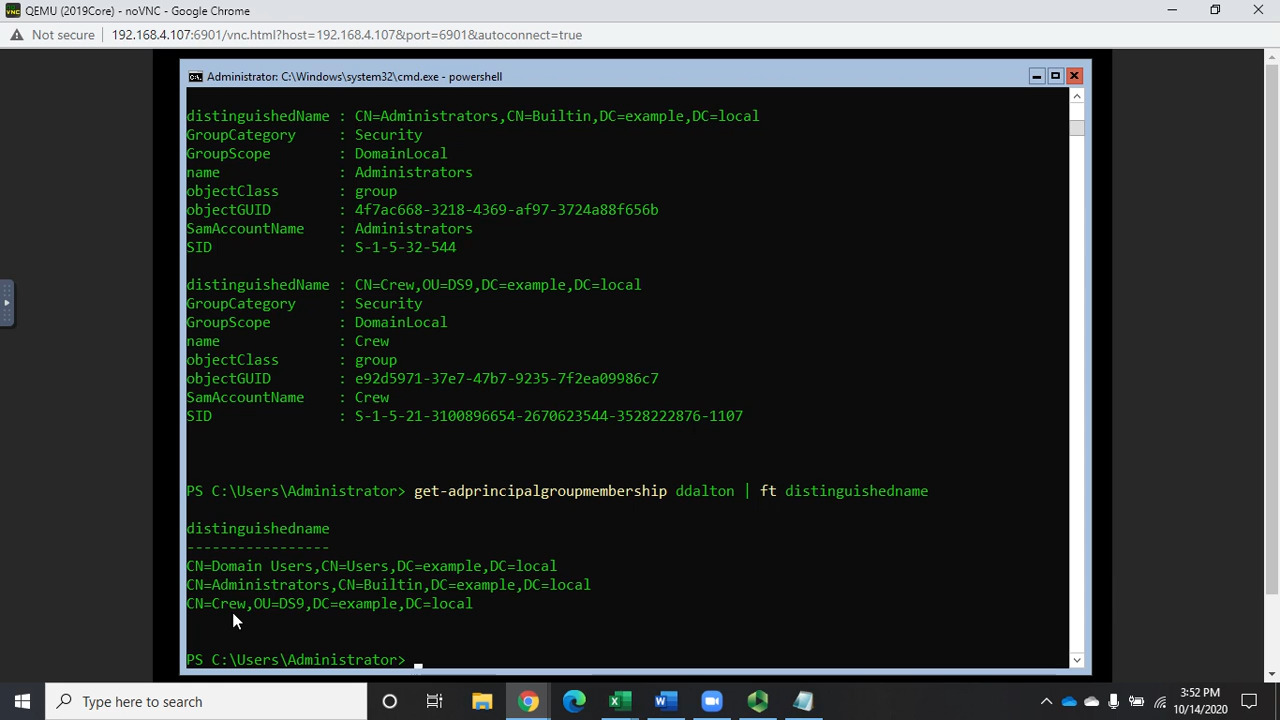 QEMU (2019Core) - noVNC - Google Chrome
Not secure 192.168.4.107:6901/vnc.html?host=192.168.4.107&port=6901&autoconnect=true
Administrator: C:\Windows\system32\cmd.exe - powershell
distinguishedName : CN=Administrators,CN=Builtin,DC=example,DC=local
GroupCategory : Security
GroupScope : DomainLocal
name : Administrators
objectClass : group
objectGUID : 4f7ac668-3218-4369-af97-3724a88f656b
SamAccountName : Administrators
SID : S-1-5-32-544
distinguishedName : CN=Crew,OU=DS9,DC=example,DC=local
GroupCategory : Security
GroupScope : DomainLocal
name : Crew
objectClass : group
objectGUID : e92d5971-37e7-47b7-9235-7f2ea09986c7
SamAccountName : Crew
SID : S-1-5-21-3100896654-2670623544-3528222876-1107
PS C:\Users\Administrator> get-adprincipalgroupmembership ddalton | ft distinguishedname
distinguishedname
-----------------
CN=Domain Users,CN=Users,DC=example,DC=local
CN=Administrators,CN=Builtin,DC=example,DC=local
CN=Crew,OU=DS9,DC=example,DC=local
PS C:\Users\Administrator>
Type here to search
3:52 PM
10/14/2020